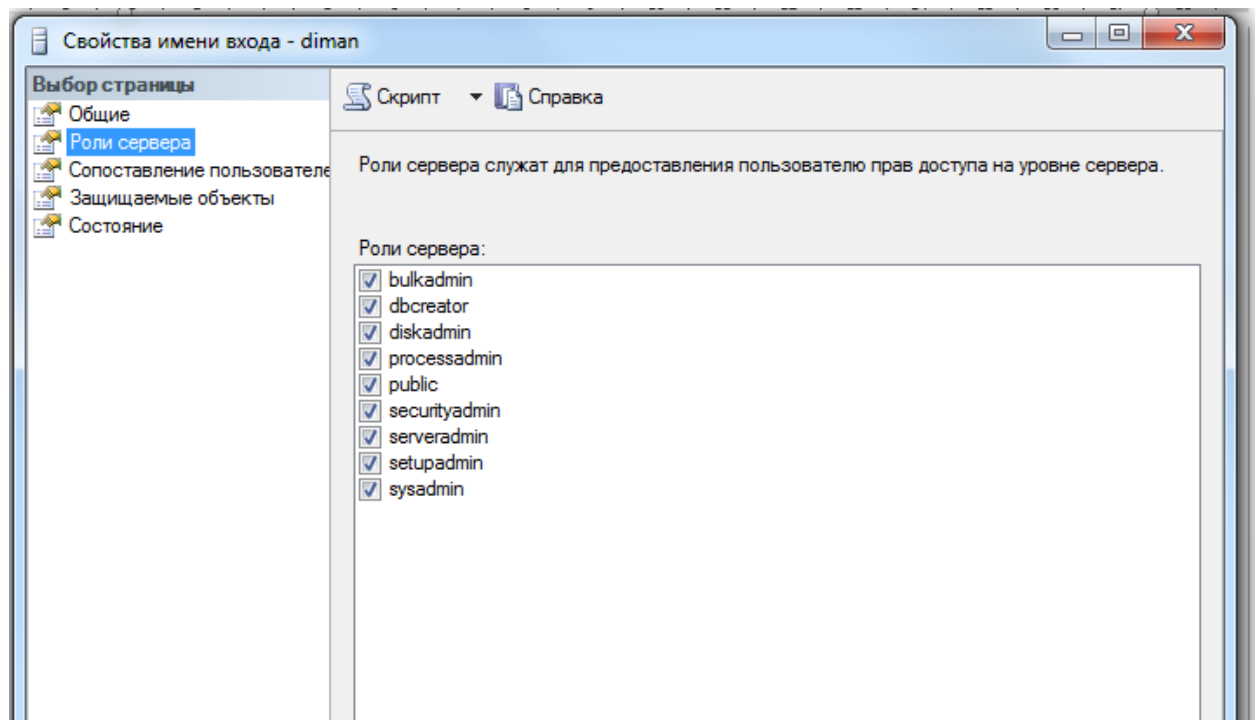 Свойства имени входа - diman
Выбор страницы
Общие
Роли сервера
Сопоставление пользователе
Защищаемые объекты
Состояние
Скрипт
Справка
Роли сервера служат для предоставления пользователю прав доступа на уровне сервера.
Роли сервера:
bulkadmin
dbcreator
diskadmin
processadmin
public
securityadmin
serveradmin
setupadmin
sysadmin